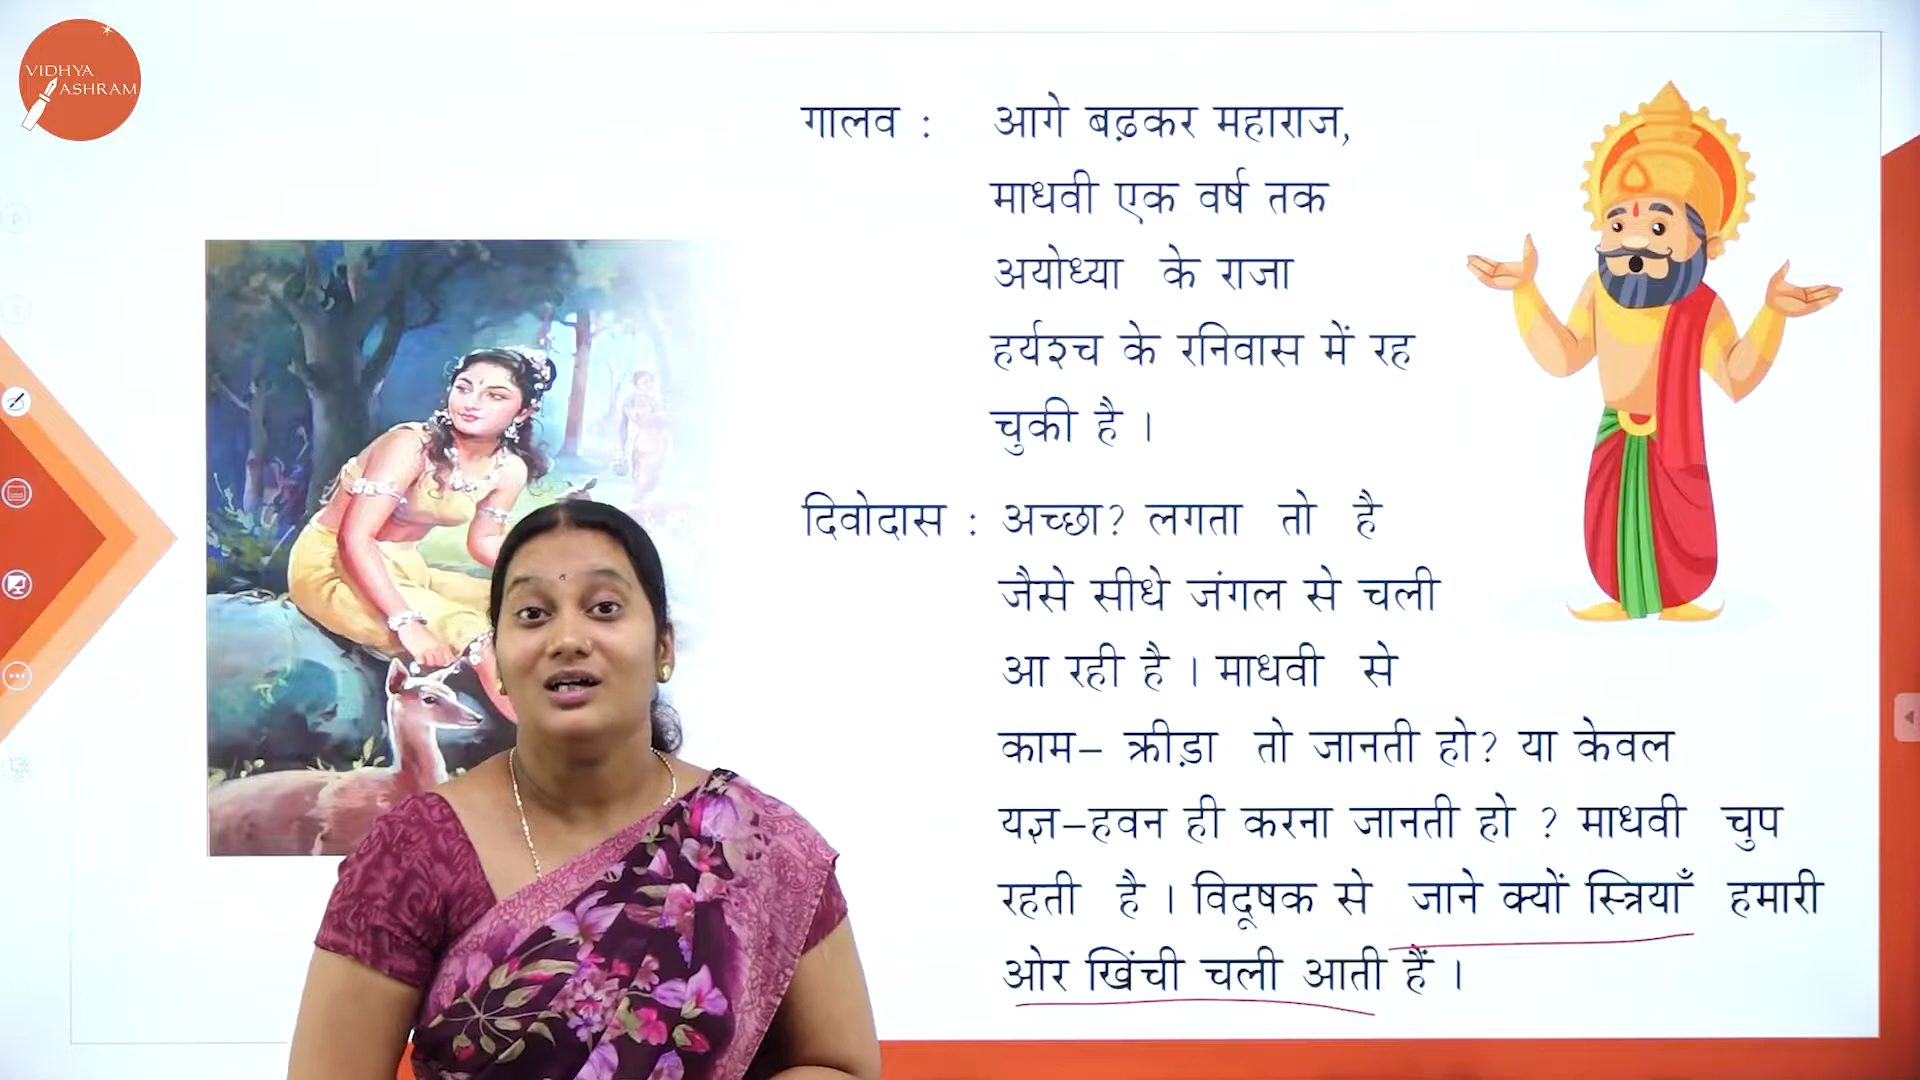 VIDHYA
ASHRAM
गालव : आगे बढ़कर महाराज,
माधवी एक वर्ष तक
अयोध्या के राजा
हर्यश्च के रनिवास में रह
चुकी है ।
दिवोदास : अच्छा? लगता तो है
जैसे सीधे जंगल से चली
आ रही है । माधवी से
काम– क्रीड़ा तो जानती हो? या केवल
यज्ञ–हवन ही करना जानती हो ? माधवी चुप
रहती है । विदूषक से जाने क्यों स्त्रियाँ हमारी
ओर खिंची चली आती हैं ।